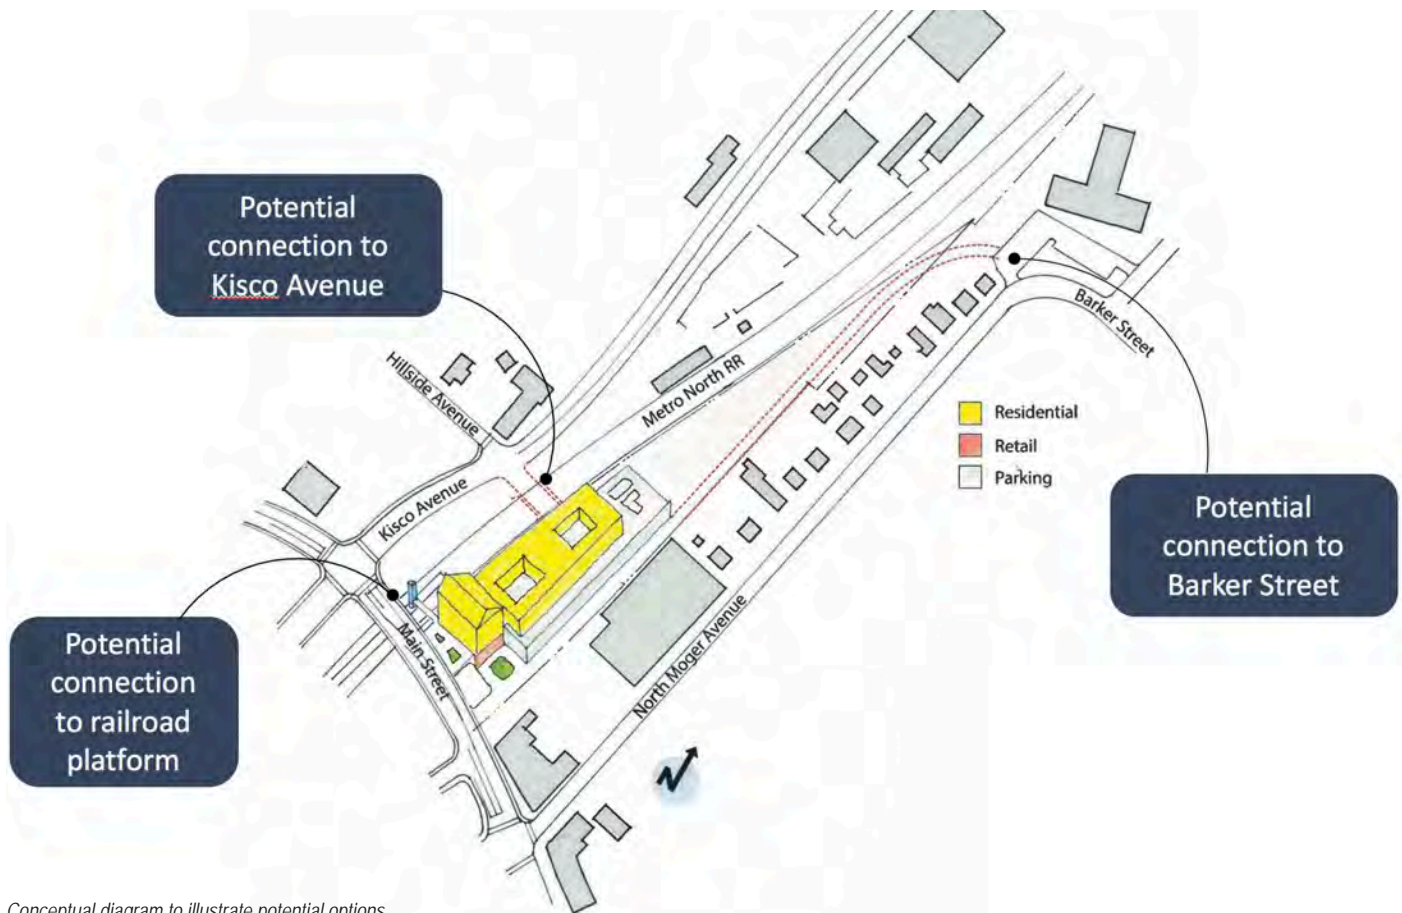 Potential
connection to
Kisco Avenue
Hillside Avenue
Metro North RR
Barker Street
Residential
Retail
Parking
Kisco Avenue
Potential
connection to
Barker Street
Main Street
North Moger Avenue
Potential
connection
to railroad
platform
N
Conceptual diagram to illustrate potential options